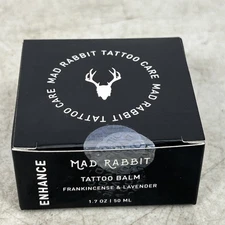 MAD RABBIT TATTOO CARE MAD RABBIT TATTOO CARE
ENHANCE
MAD RABBIT
TATTOO BALM
FRANKINCENSE & LAVENDER
1.7 OZ | 50 ML